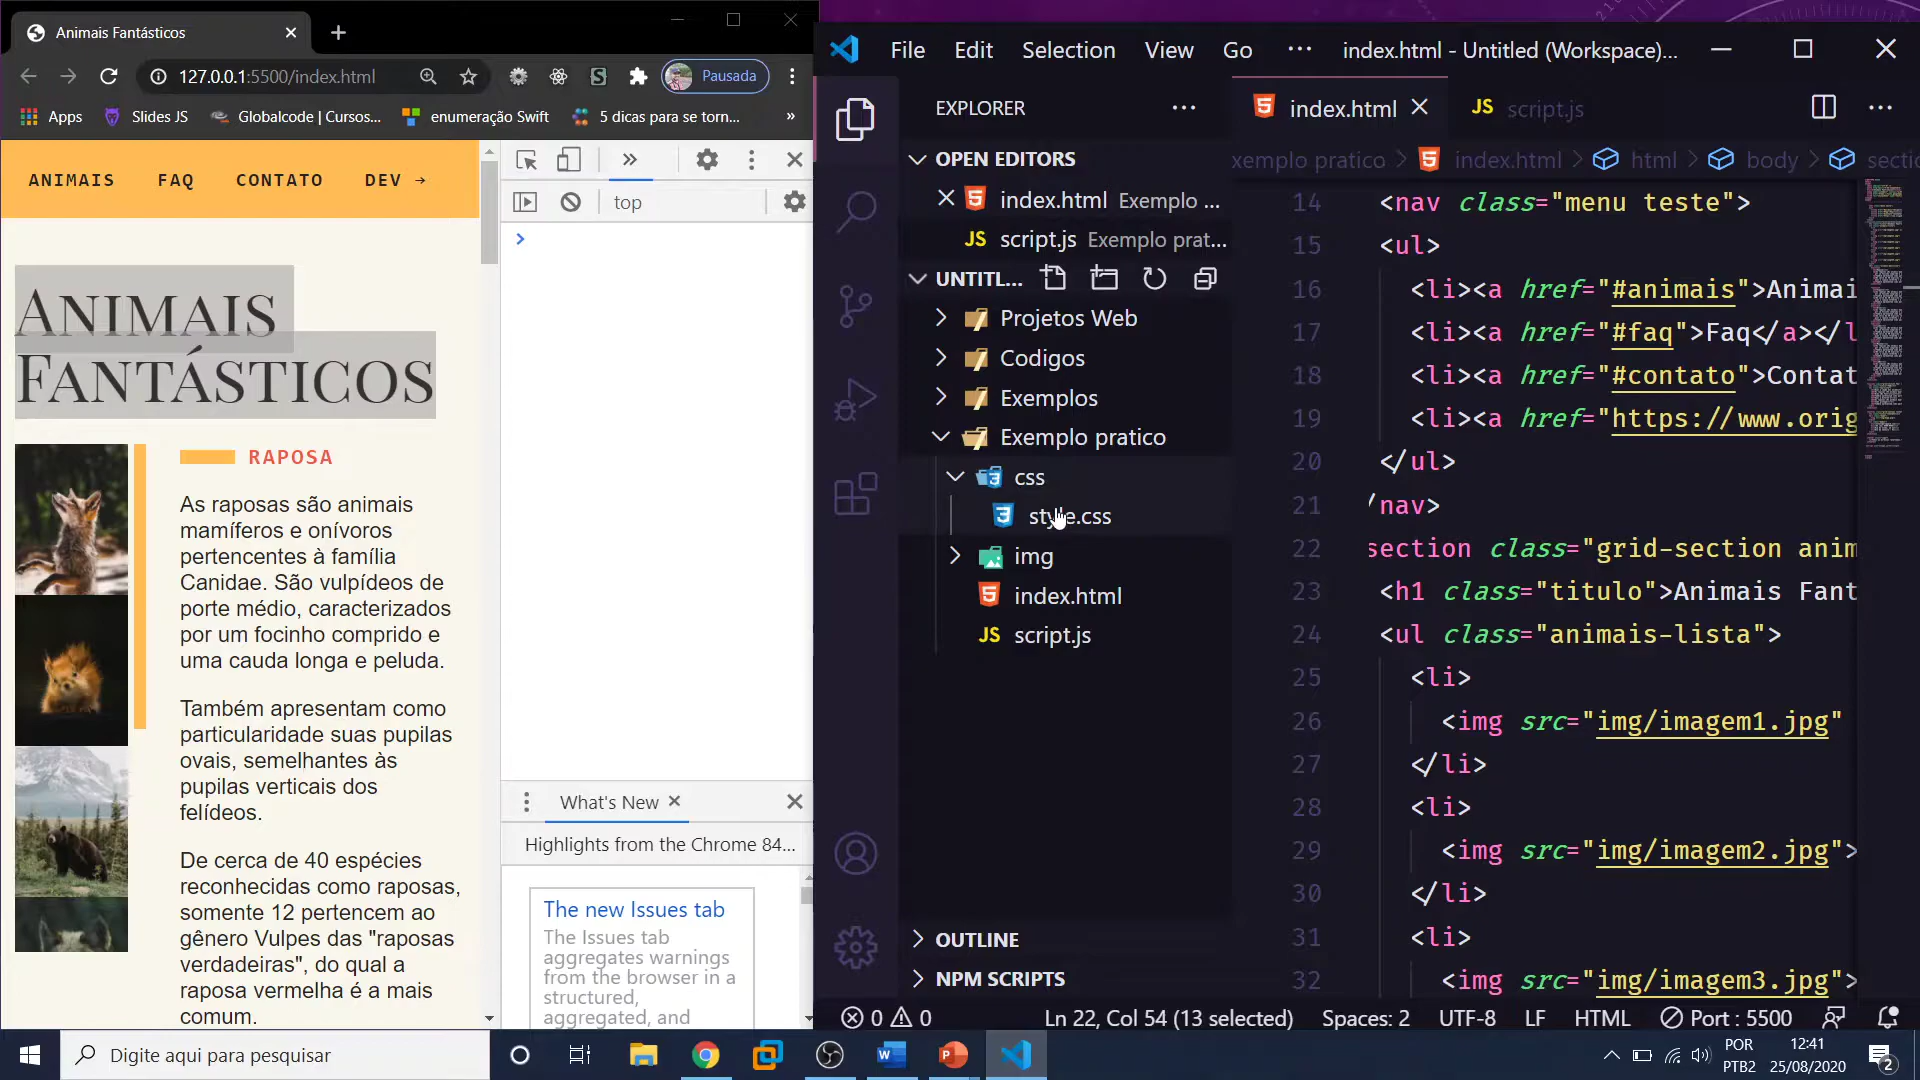 Animais Fantásticos
127.0.0.1:5500/index.html
Pausada
Apps
Slides JS
Globalcode | Cursos...
enumeração Swift
5 dicas para se torn...
»
ANIMAIS
FAQ
CONTATO
DEV →
ANIMAIS
FANTÁSTICOS
RAPOSA
As raposas são animais
mamíferos e onívoros
pertencentes à família
Canidae. São vulpídeos de
porte médio, caracterizados
por um focinho comprido e
uma cauda longa e peluda.
Também apresentam como
particularidade suas pupilas
ovais, semelhantes às
pupilas verticais dos
felídeos.
De cerca de 40 espécies
reconhecidas como raposas,
somente 12 pertencem ao
gênero Vulpes das "raposas
verdadeiras", do qual a
raposa vermelha é a mais
comum.
»
top
What's New
Highlights from the Chrome 84...
The new Issues tab
The Issues tab
aggregates warnings
from the browser in a
structured,
aggregated, and
File Edit Selection View Go ··· index.html - Untitled (Workspace)...
EXPLORER
OPEN EDITORS
index.html Exemplo ...
JS script.js Exemplo prat...
UNTITL...
Projetos Web
Codigos
Exemplos
Exemplo pratico
css
style.css
img
index.html
JS script.js
OUTLINE
NPM SCRIPTS
index.html
JS script.js
xemplo pratico > index.html > html > body > sectio
14 <nav class="menu teste">
15 <ul>
16 <li><a href="#animais">Animai
17 <li><a href="#faq">Faq</a></l
18 <li><a href="#contato">Contat
19 <li><a href="https://www.orig
20 </ul>
21 /nav>
22 section class="grid-section anim
23 <h1 class="titulo">Animais Fant
24 <ul class="animais-lista">
25 <li>
26 <img src="img/imagem1.jpg"
27 </li>
28 <li>
29 <img src="img/imagem2.jpg">
30 </li>
31 <li>
32 <img src="img/imagem3.jpg">
0 0
Ln 22, Col 54 (13 selected)
Spaces: 2
UTF-8
LF
HTML
Port : 5500
Digite aqui para pesquisar
POR
PTB2
12:41
25/08/2020
2